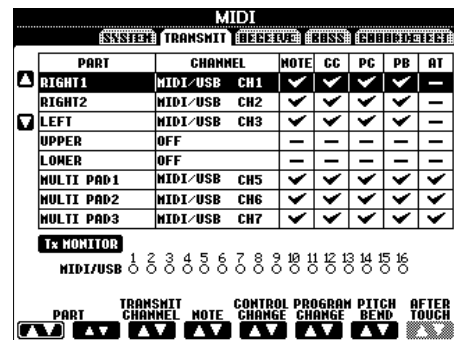 MIDI
SYSTEM TRANSMIT RECEIVE BASS CHORD DETECT
PART CHANNEL NOTE CC PC PB AT
RIGHT1 MIDI/USB CH1 ✓ ✓ ✓ ✓ –
RIGHT2 MIDI/USB CH2 ✓ ✓ ✓ ✓ –
LEFT MIDI/USB CH3 ✓ ✓ ✓ ✓ –
UPPER OFF – – – – –
LOWER OFF – – – – –
MULTI PAD1 MIDI/USB CH5 ✓ ✓ ✓ ✓ ✓
MULTI PAD2 MIDI/USB CH6 ✓ ✓ ✓ ✓ ✓
MULTI PAD3 MIDI/USB CH7 ✓ ✓ ✓ ✓ ✓
Tx MONITOR
1 2 3 4 5 6 7 8 9 10 11 12 13 14 15 16
MIDI/USB
PART TRANSMIT CHANNEL NOTE CONTROL CHANGE PROGRAM CHANGE PITCH BEND AFTER TOUCH